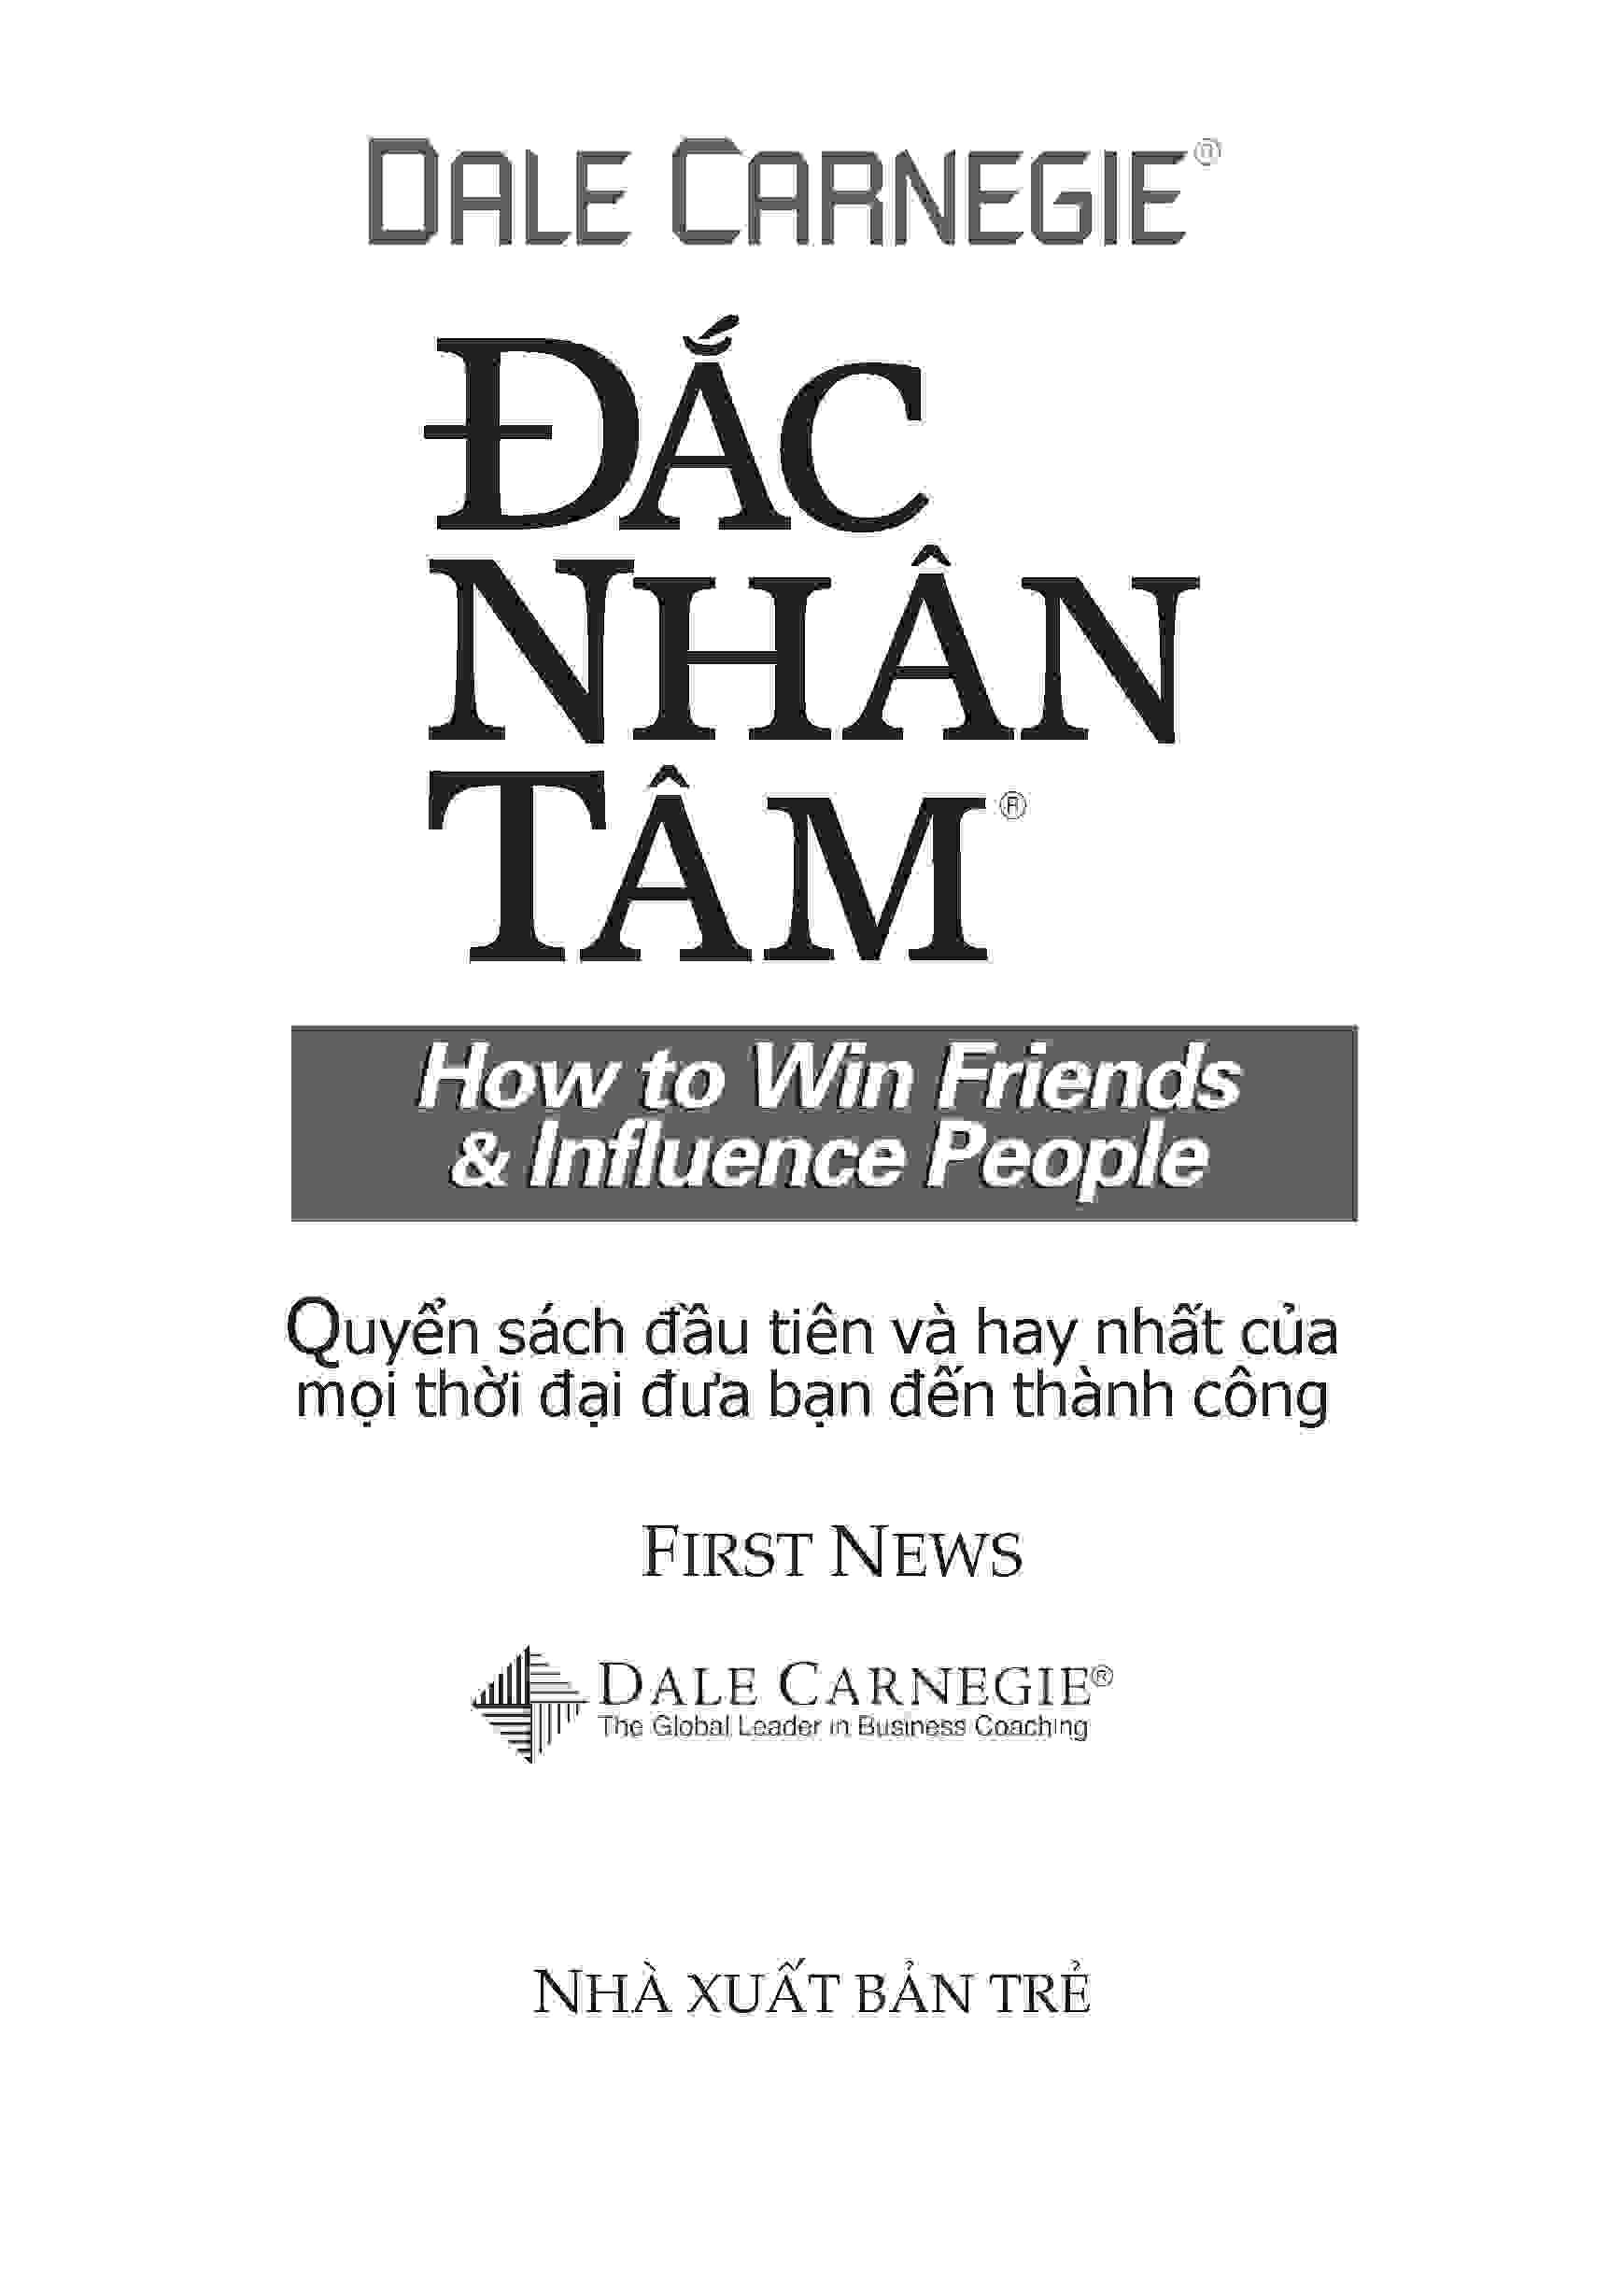 DALE CARNEGIE®
ĐẮC
NHÂN
TÂM®
How to Win Friends
& Influence People
Quyển sách đầu tiên và hay nhất của
mọi thời đại đưa bạn đến thành công
FIRST NEWS
DALE CARNEGIE®
The Global Leader in Business Coaching
NHÀ XUẤT BẢN TRẺ